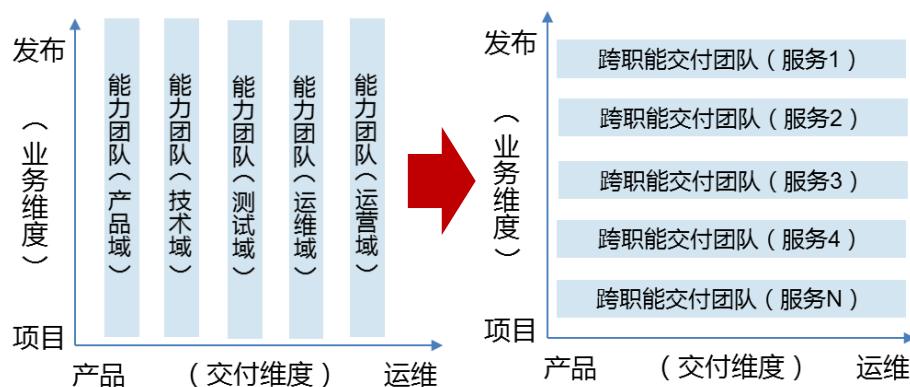 发布
（业务维度）
项目
能力团队（产品域）
能力团队（技术域）
能力团队（测试域）
能力团队（运维域）
能力团队（运营域）
产品
（交付维度）
运维
发布
（业务维度）
项目
跨职能交付团队（服务1）
跨职能交付团队（服务2）
跨职能交付团队（服务3）
跨职能交付团队（服务4）
跨职能交付团队（服务N）
产品
（交付维度）
运维